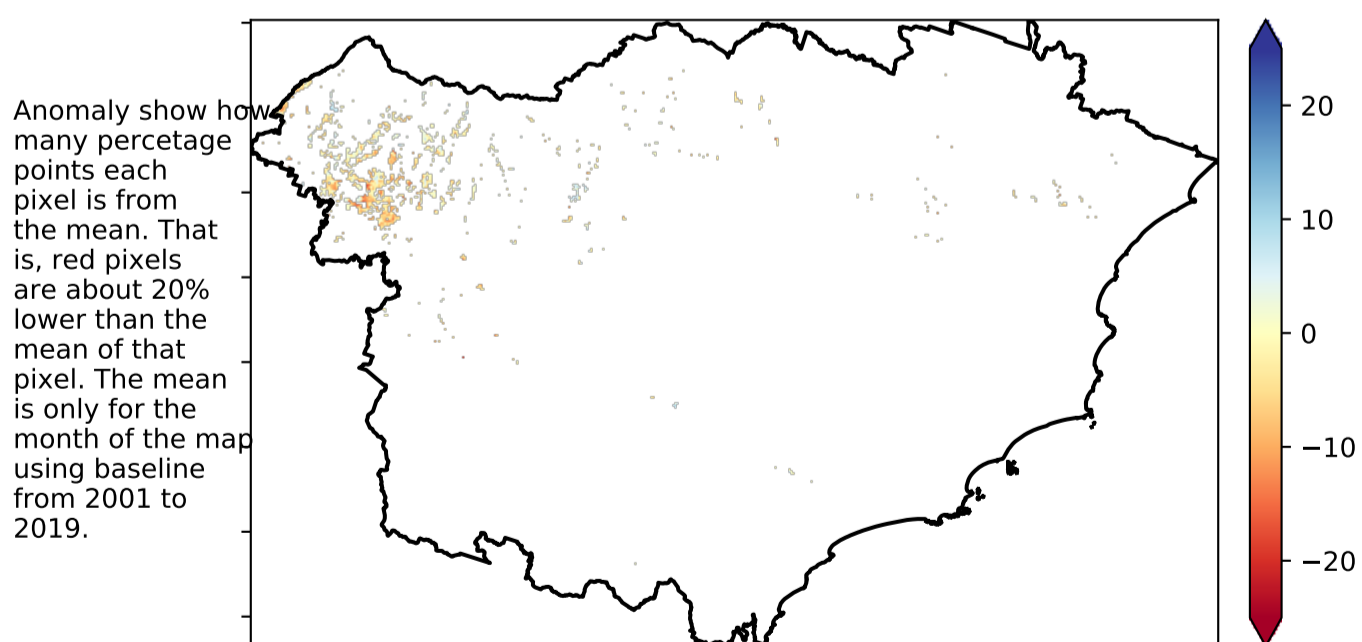 Anomaly show how
many percetage
points each
pixel is from
the mean. That
is, red pixels
are about 20%
lower than the
mean of that
pixel. The mean
is only for the
month of the map
using baseline
from 2001 to
2019.
20
10
0
−10
−20